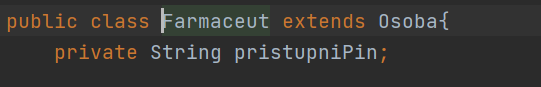 public class Farmaceut extends Osoba{
    private String pristupniPin;